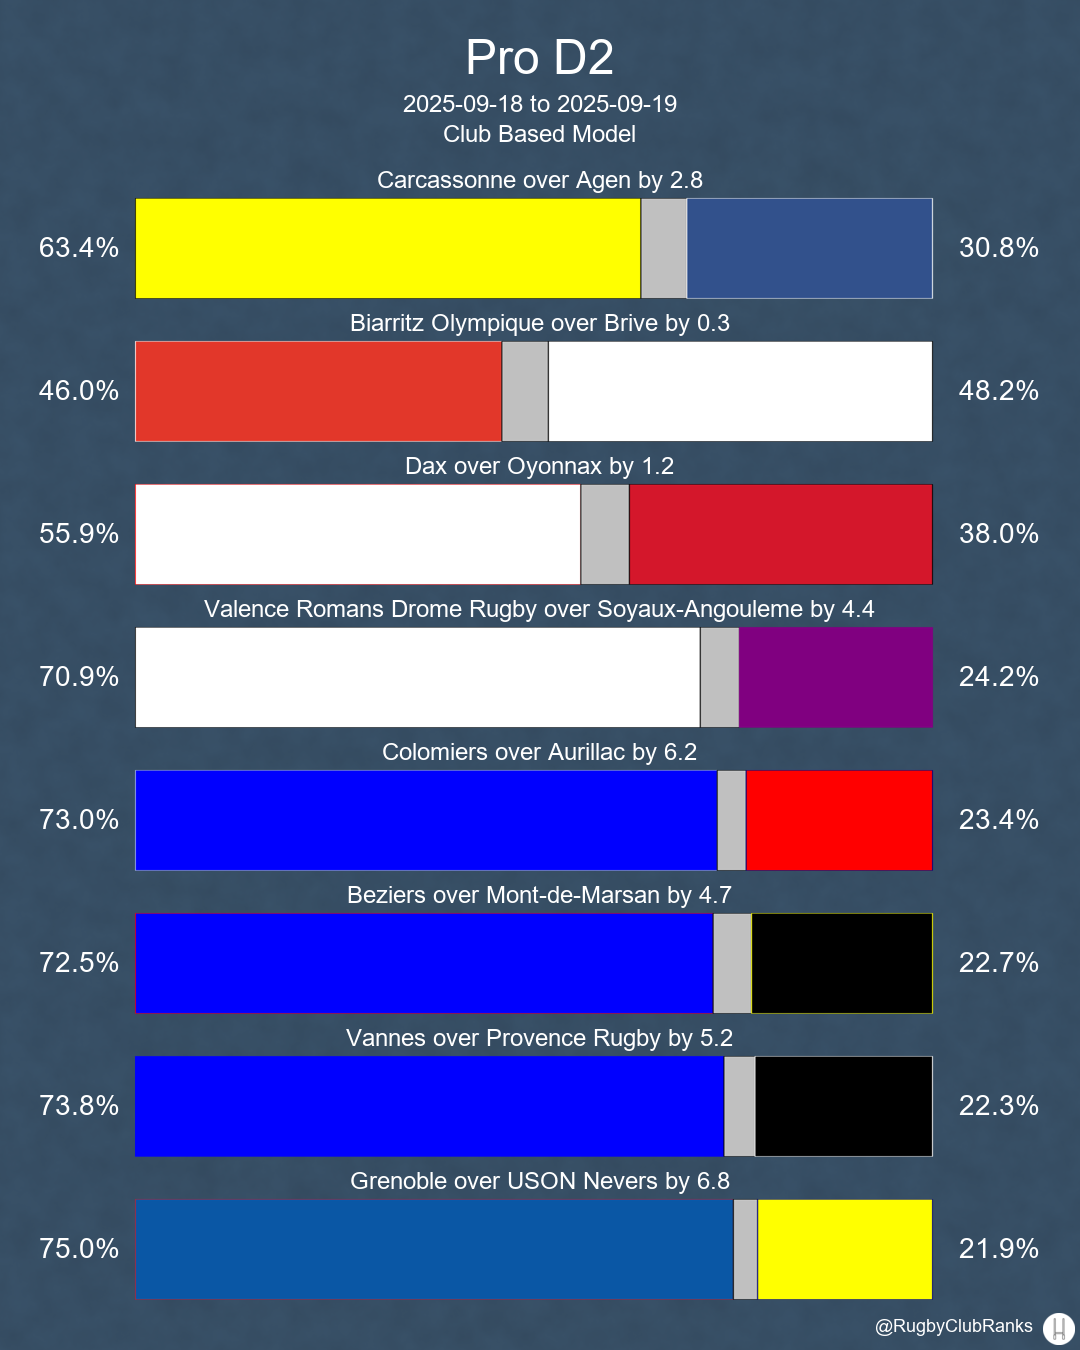 Pro D2
2025-09-18 to 2025-09-19
Club Based Model
Carcassonne over Agen by 2.8
63.4%
30.8%
Biarritz Olympique over Brive by 0.3
46.0%
48.2%
Dax over Oyonnax by 1.2
55.9%
38.0%
Valence Romans Drome Rugby over Soyaux-Angouleme by 4.4
70.9%
24.2%
Colomiers over Aurillac by 6.2
73.0%
23.4%
Beziers over Mont-de-Marsan by 4.7
72.5%
22.7%
Vannes over Provence Rugby by 5.2
73.8%
22.3%
Grenoble over USON Nevers by 6.8
75.0%
21.9%
@RugbyClubRanks